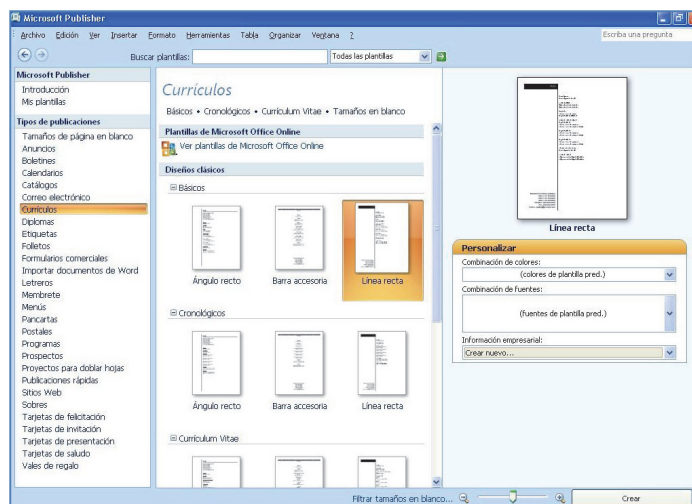 Microsoft Publisher
Archivo Edición Ver Insertar Formato Herramientas Tabla Organizar Ventana ?
Escriba una pregunta
Buscar plantillas:
Todas las plantillas
Microsoft Publisher
Introducción
Mis plantillas
Tipos de publicaciones
Tamaños de página en blanco
Anuncios
Boletines
Calendarios
Catálogos
Correo electrónico
Currículos
Diplomas
Etiquetas
Folletos
Formularios comerciales
Importar documentos de Word
Letreros
Membrete
Menús
Pancartas
Postales
Programas
Prospectos
Proyectos para doblar hojas
Publicaciones rápidas
Sitios Web
Sobres
Tarjetas de felicitación
Tarjetas de invitación
Tarjetas de presentación
Tarjetas de saludo
Vales de regalo
Currículos
Básicos • Cronológicos • Currículum Vitae • Tamaños en blanco
Plantillas de Microsoft Office Online
Ver plantillas de Microsoft Office Online
Diseños clásicos
Básicos
Ángulo recto
Barra accesoria
Línea recta
Cronológicos
Ángulo recto
Barra accesoria
Línea recta
Currículum Vitae
Línea recta
Personalizar
Combinación de colores:
(colores de plantilla pred.)
Combinación de fuentes:
(fuentes de plantilla pred.)
Información empresarial:
Crear nuevo...
Filtrar tamaños en blanco...
Crear